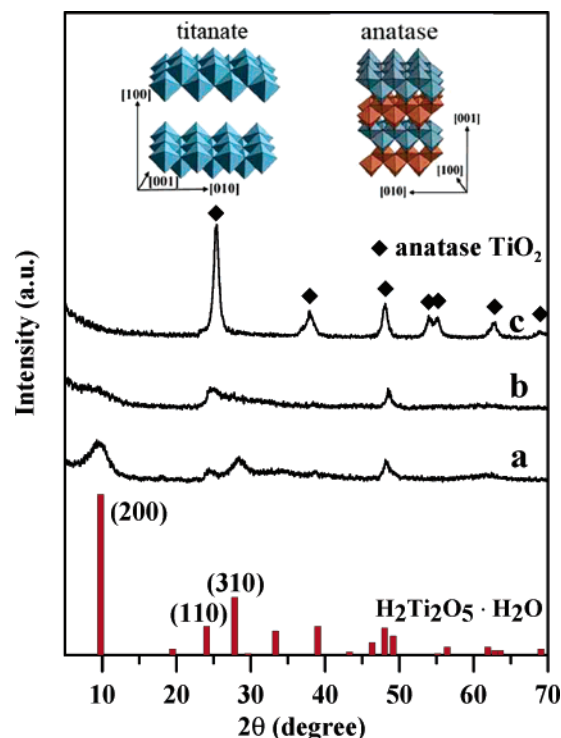 titanate anatase
[100]
[001]
[010]
[001]
[100]
[010]
◆ anatase TiO₂
c
b
a
(200)
(310)
(110)
H₂Ti₂O₅ · H₂O
Intensity (a.u.)
10 20 30 40 50 60 70
2θ (degree)